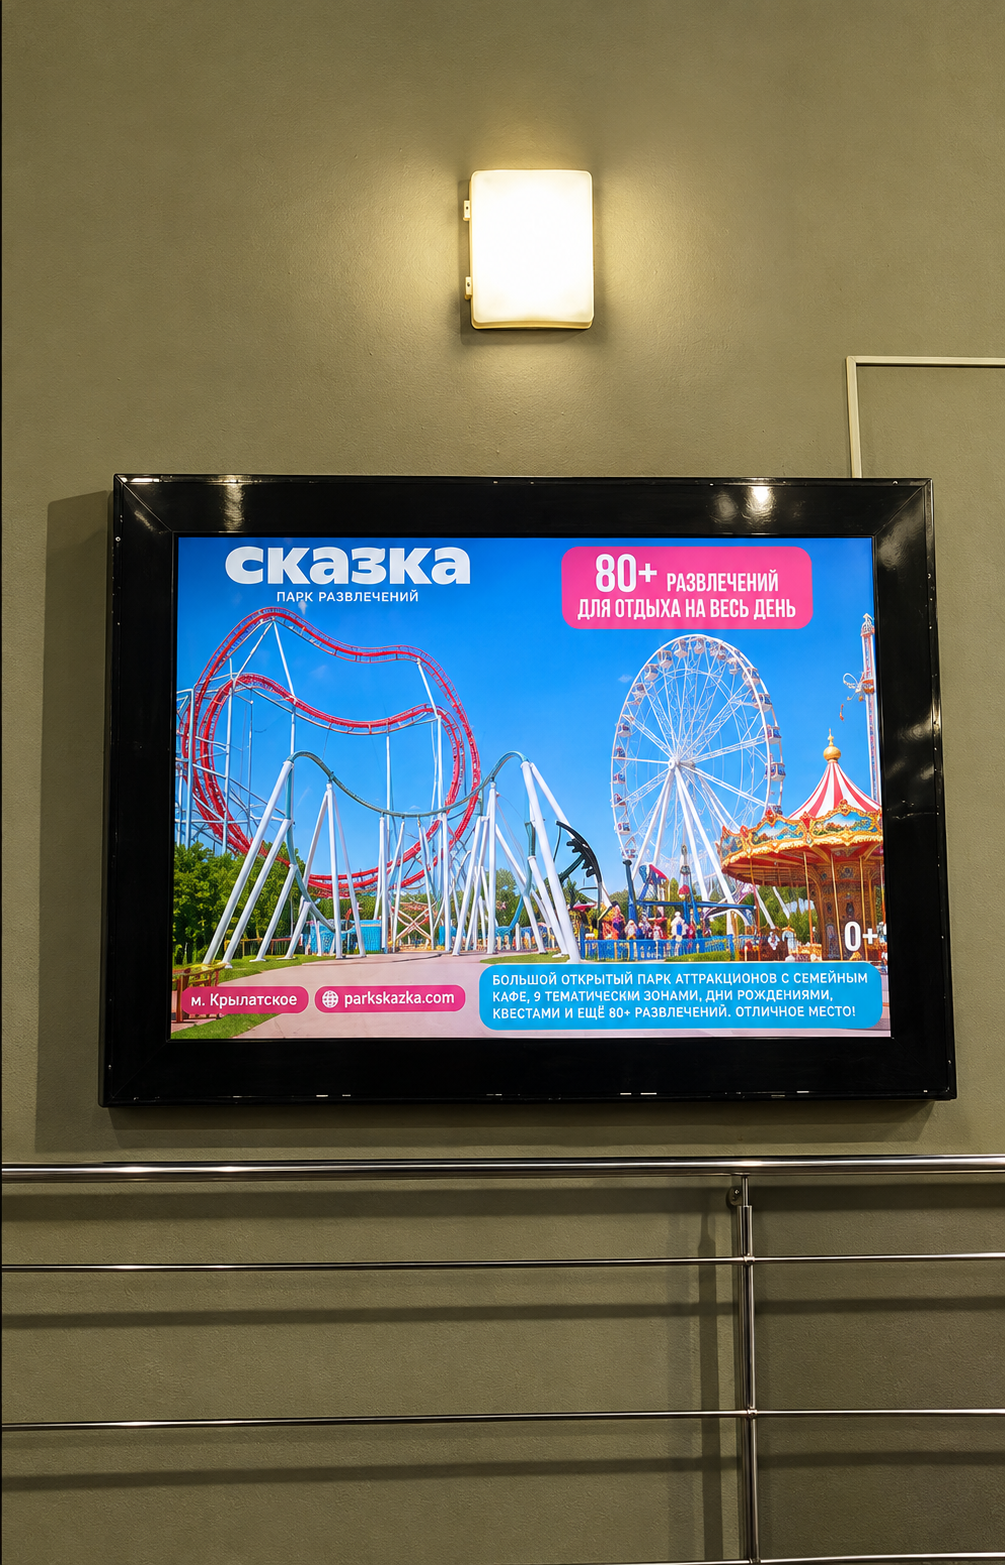 сказка
ПАРК РАЗВЛЕЧЕНИЙ
80+ РАЗВЛЕЧЕНИЙ
ДЛЯ ОТДЫХА НА ВЕСЬ ДЕНЬ
0+
м. Крылатское
parkskazka.com
БОЛЬШОЙ ОТКРЫТЫЙ ПАРК АТТРАКЦИОНОВ С СЕМЕЙНЫМ
КАФЕ, 9 ТЕМАТИЧЕСКИМ ЗОНАМИ, ДНИ РОЖДЕНИЯМИ,
КВЕСТАМИ И ЕЩЁ 80+ РАЗВЛЕЧЕНИЙ. ОТЛИЧНОЕ МЕСТО!